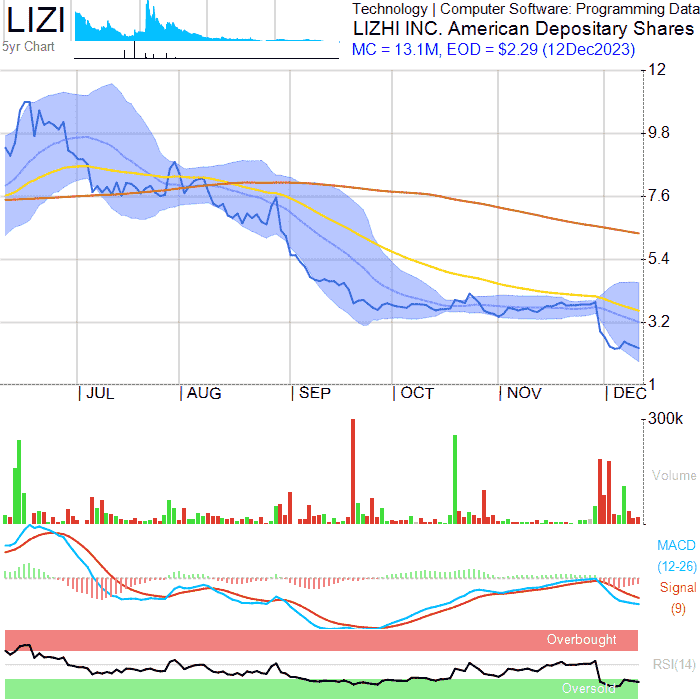 LIZI
5yr Chart
Technology | Computer Software: Programming Data
LIZHI INC. American Depositary Shares
MC = 13.1M, EOD = $2.29 (12Dec2023)
12
9.8
7.6
5.4
3.2
1
JUL AUG SEP OCT NOV DEC
300k
Volume
MACD
(12-26)
Signal
(9)
Overbought
RSI(14)
Oversold